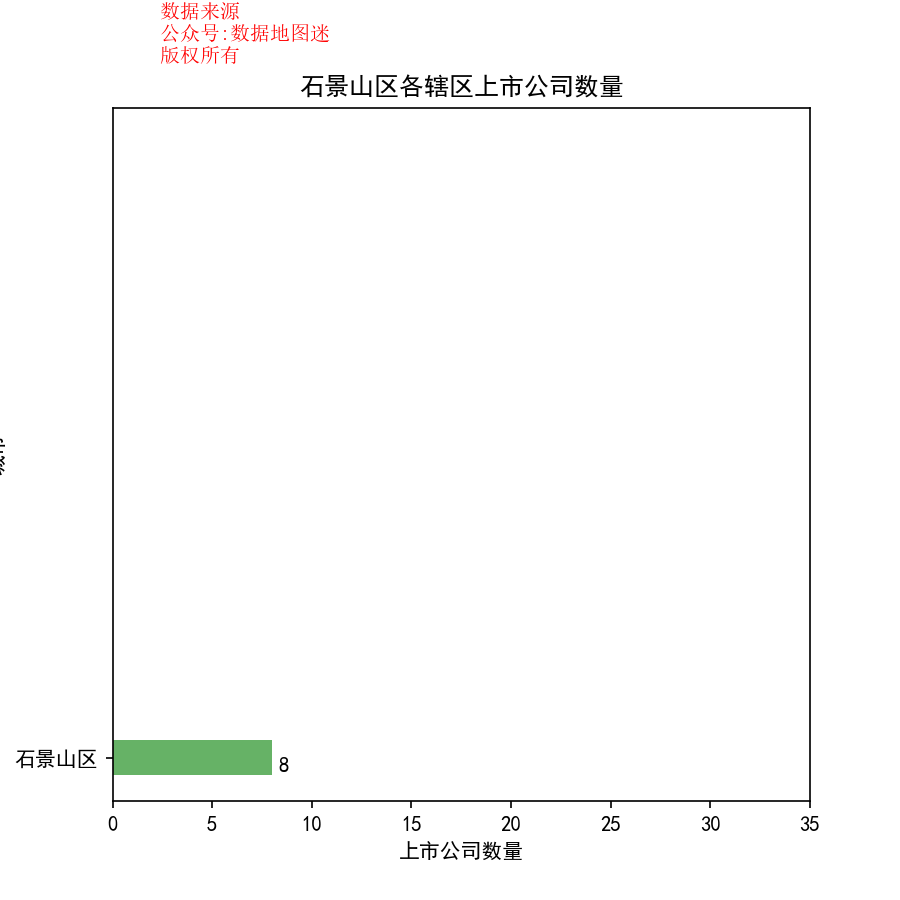 数据来源
公众号:数据地图迷
版权所有
石景山区各辖区上市公司数量
石景山区
8
0 5 10 15 20 25 30 35
上市公司数量